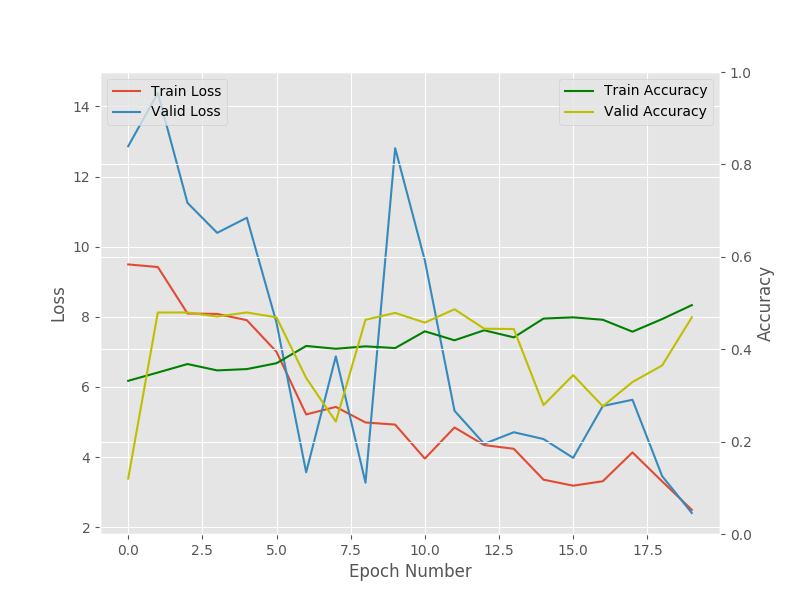 Train Loss
Valid Loss
Train Accuracy
Valid Accuracy
14
12
10
8
6
4
2
Loss
1.0
0.8
0.6
0.4
0.2
0.0
Accuracy
0.0 2.5 5.0 7.5 10.0 12.5 15.0 17.5
Epoch Number